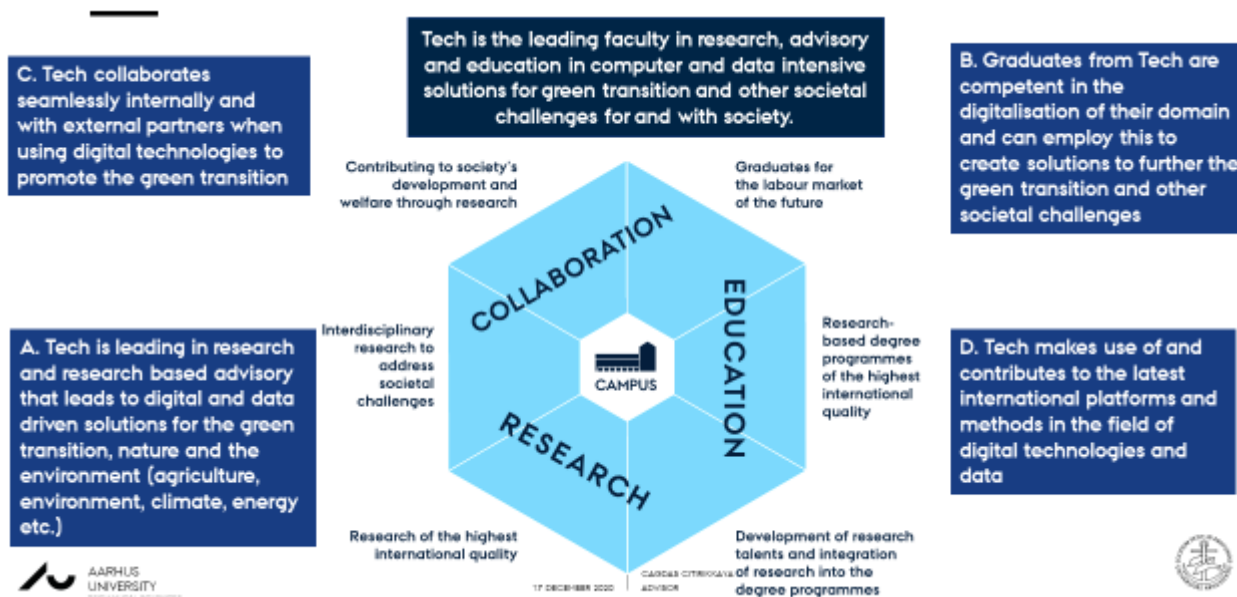 Tech is the leading faculty in research, advisory
and education in computer and data intensive
solutions for green transition and other societal
challenges for and with society.
C. Tech collaborates
seamlessly internally and
with external partners when
using digital technologies to
promote the green transition
B. Graduates from Tech are
competent in the
digitalisation of their domain
and can employ this to
create solutions to further the
green transition and other
societal challenges
Contributing to society's
development and
welfare through research
Graduates for
the labour market
of the future
COLLABORATION
EDUCATION
RESEARCH
CAMPUS
Interdisciplinary
research to
address
societal
challenges
Research-
based degree
programmes
of the highest
international
quality
A. Tech is leading in research
and research based advisory
that leads to digital and data
driven solutions for the green
transition, nature and the
environment (agriculture,
environment, climate, energy
etc.)
D. Tech makes use of and
contributes to the latest
international platforms and
methods in the field of
digital technologies and
data
Research of the highest
international quality
Development of research
talents and integration
of research into the
degree programmes
AARHUS
UNIVERSITY
17 DECEMBER 2020
ADVISOR